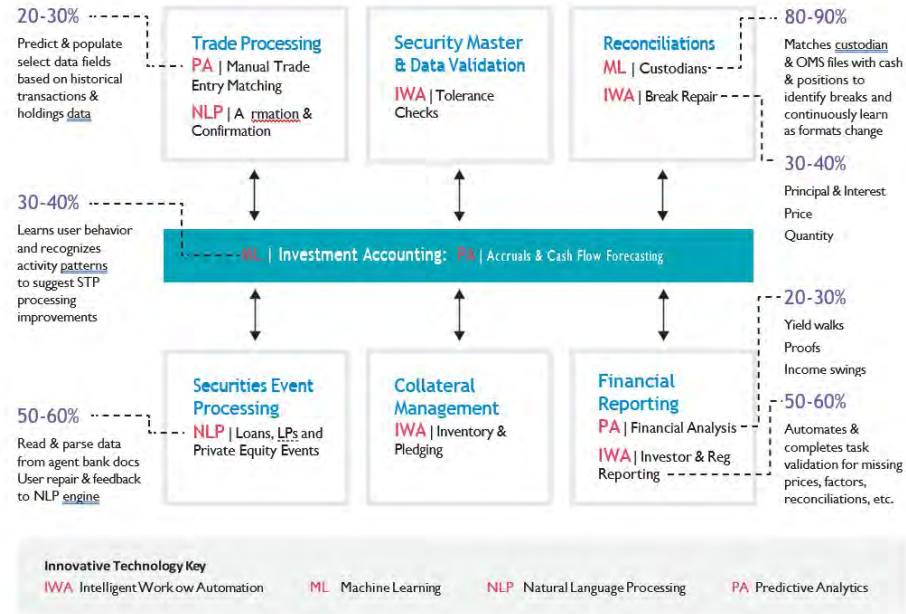 20-30%
Predict & populate
select data fields
based on historical
transactions &
holdings data
Trade Processing
PA | Manual Trade
Entry Matching
NLP | A rmation &
Confirmation
Security Master
& Data Validation
IWA | Tolerance
Checks
Reconciliations
ML | Custodians
IWA | Break Repair
80-90%
Matches custodian
& OMS files with cash
& positions to
identify breaks and
continuously learn
as formats change
30-40%
Principal & Interest
Price
Quantity
30-40%
Learns user behavior
and recognizes
activity patterns
to suggest STP
processing
improvements
ML | Investment Accounting: PA | Accruals & Cash Flow Forecasting
50-60%
Read & parse data
from agent bank docs
User repair & feedback
to NLP engine
Securities Event
Processing
NLP | Loans, LPs and
Private Equity Events
Collateral
Management
IWA | Inventory &
Pledging
Financial
Reporting
PA | Financial Analysis
IWA | Investor & Reg
Reporting
20-30%
Yield walks
Proofs
Income swings
50-60%
Automates &
completes task
validation for missing
prices, factors,
reconciliations, etc.
Innovative Technology Key
IWA Intelligent Work ow Automation ML Machine Learning NLP Natural Language Processing PA Predictive Analytics